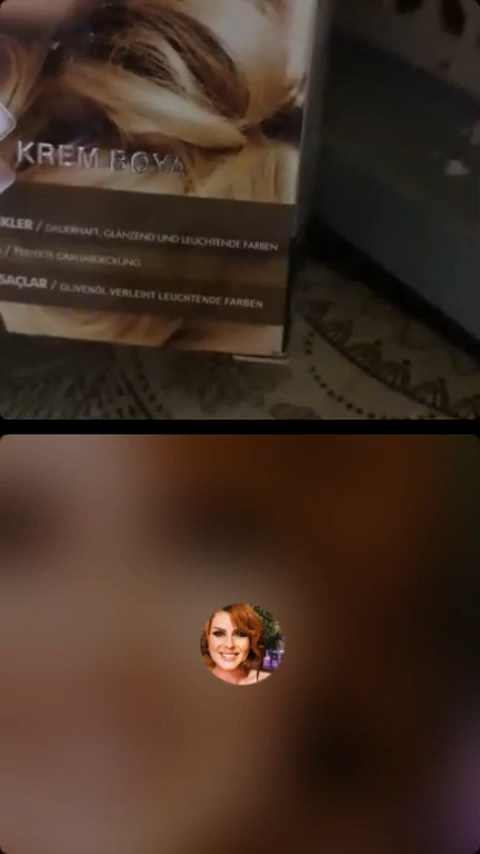 KREM BOYA
KLER / DAUERHAFT, GLÄNZEND UND LEUCHTENDE FARBEN
/ PERFEKTE GRAUABDECKUNG
SAÇLAR / OLIVENÖL VERLEIHT LEUCHTENDE FARBEN